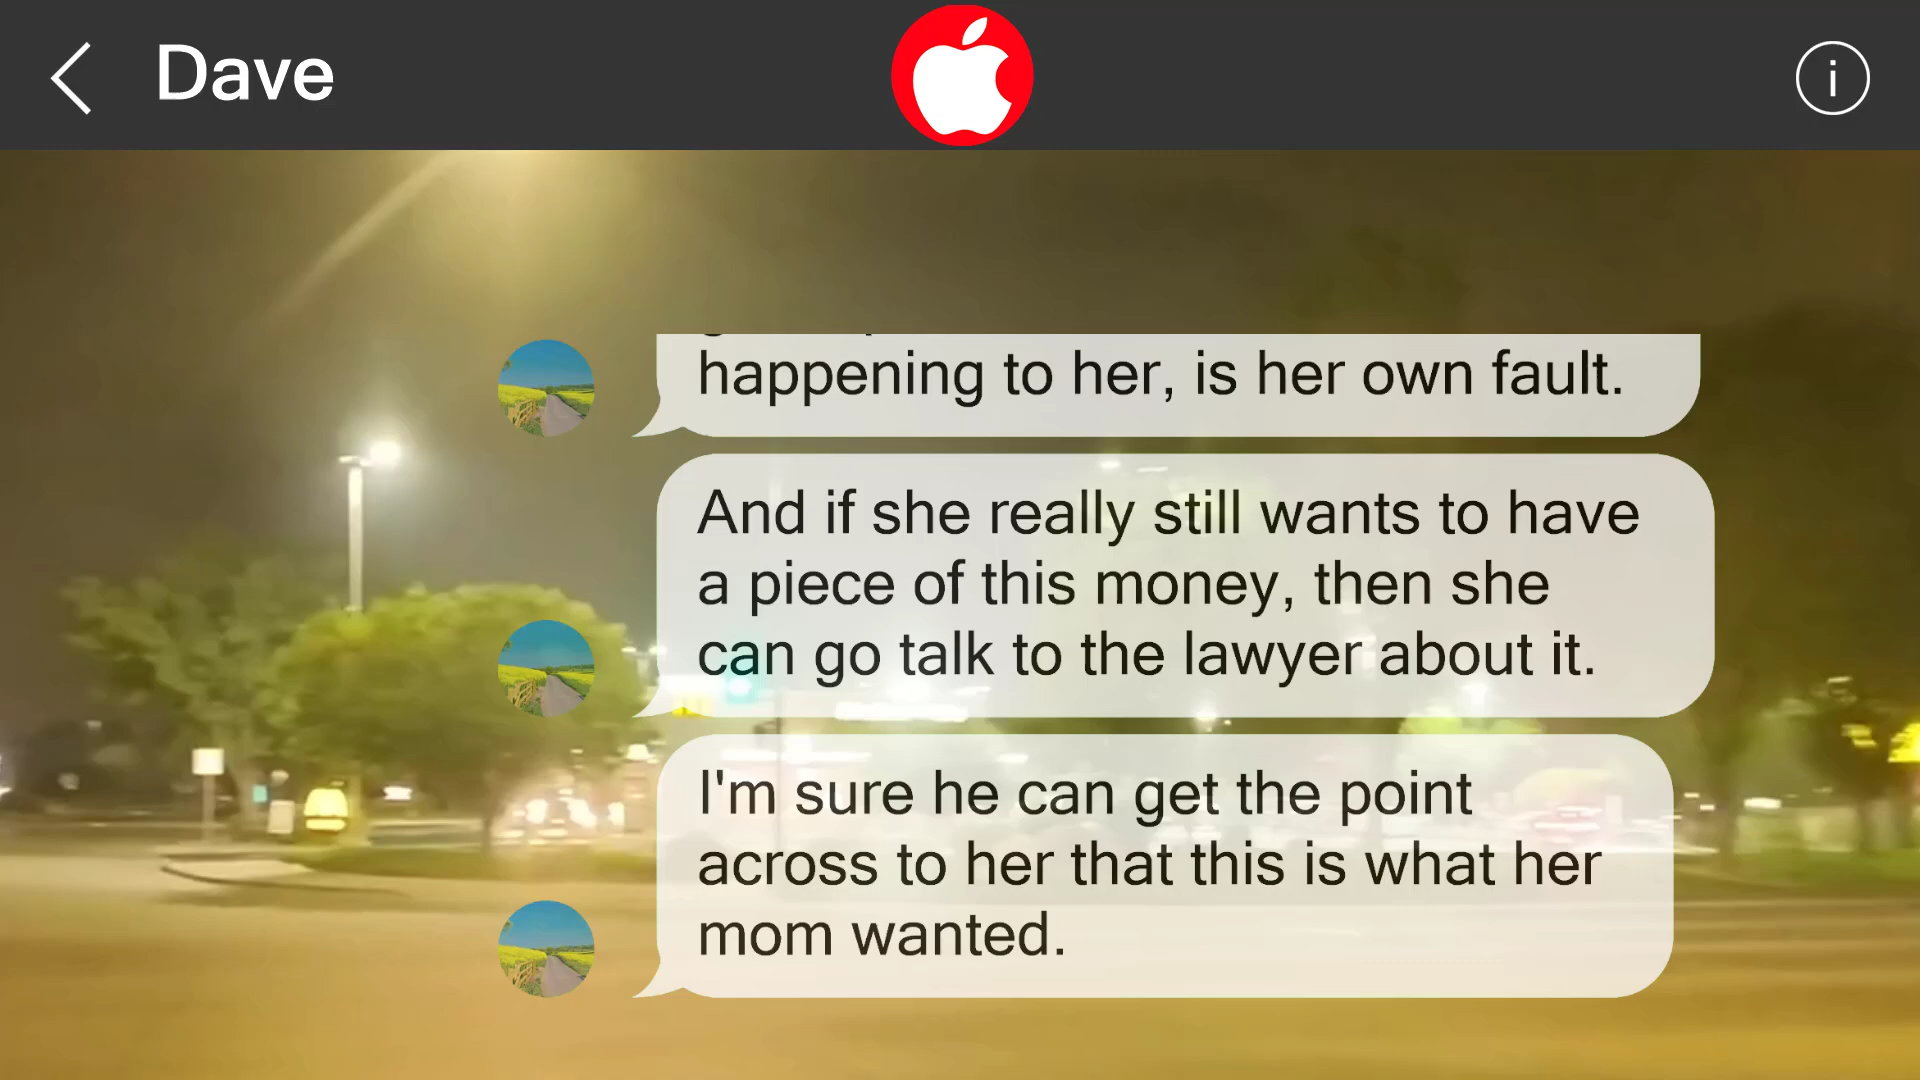 Dave
happening to her, is her own fault.
And if she really still wants to have
a piece of this money, then she
can go talk to the lawyer about it.
I'm sure he can get the point
across to her that this is what her
mom wanted.